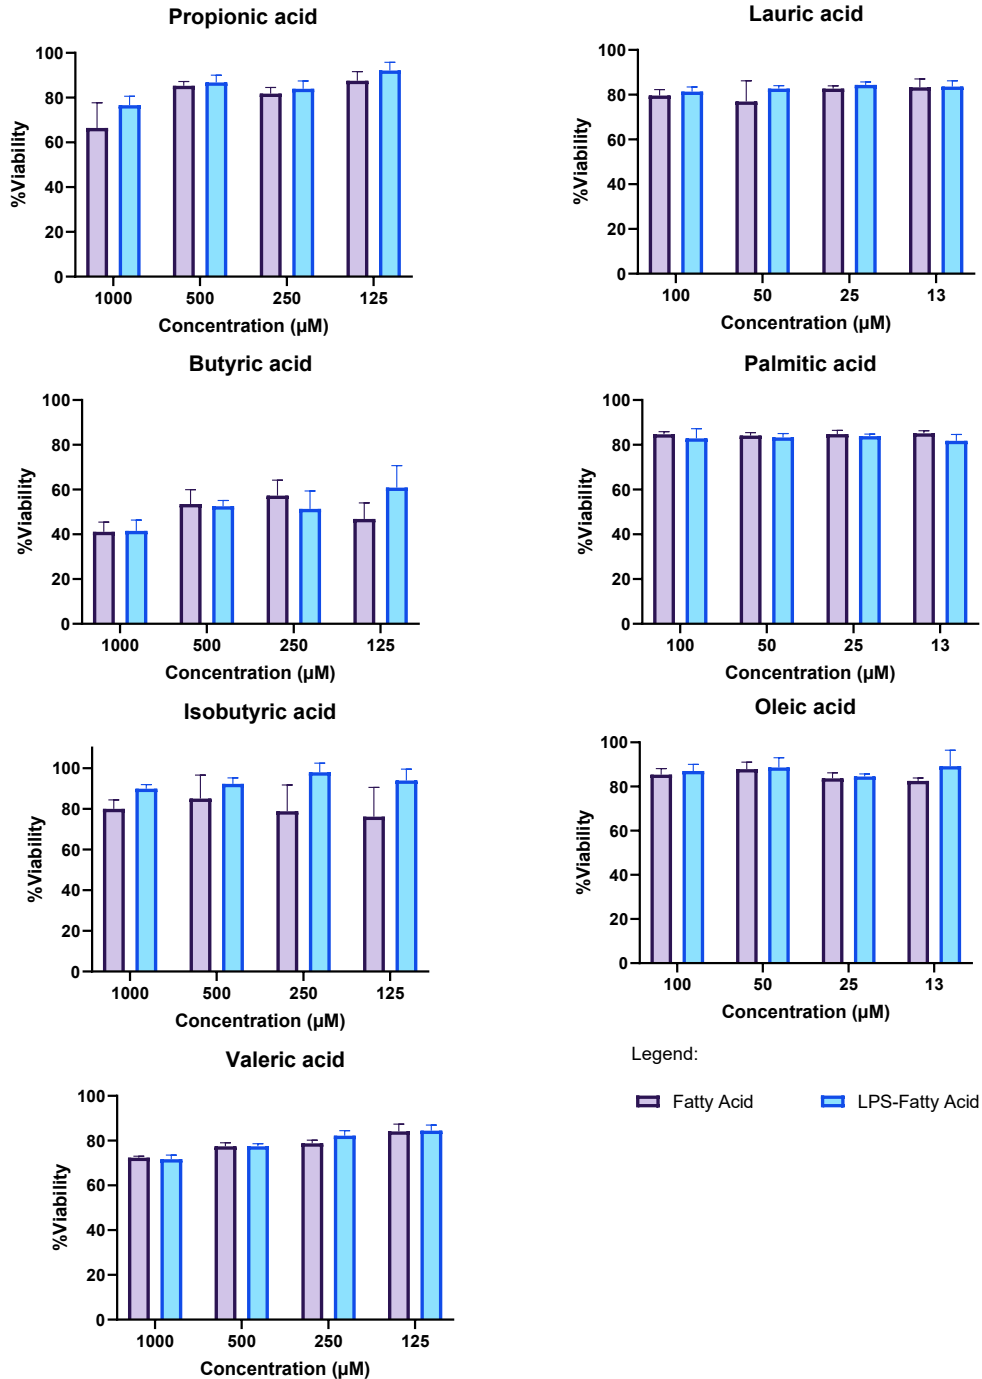 Propionic acid
100
80
60
40
20
0
%Viability
1000 500 250 125
Concentration (µM)
Lauric acid
100
80
60
40
20
0
%Viability
100 50 25 13
Concentration (µM)
Butyric acid
100
80
60
40
20
0
%Viability
1000 500 250 125
Concentration (µM)
Palmitic acid
100
80
60
40
20
0
%Viability
100 50 25 13
Concentration (µM)
Isobutyric acid
100
80
60
40
20
0
%Viability
1000 500 250 125
Concentration (µM)
Oleic acid
100
80
60
40
20
0
%Viability
100 50 25 13
Concentration (µM)
Valeric acid
100
80
60
40
20
0
%Viability
1000 500 250 125
Concentration (µM)
Legend:
Fatty Acid LPS-Fatty Acid